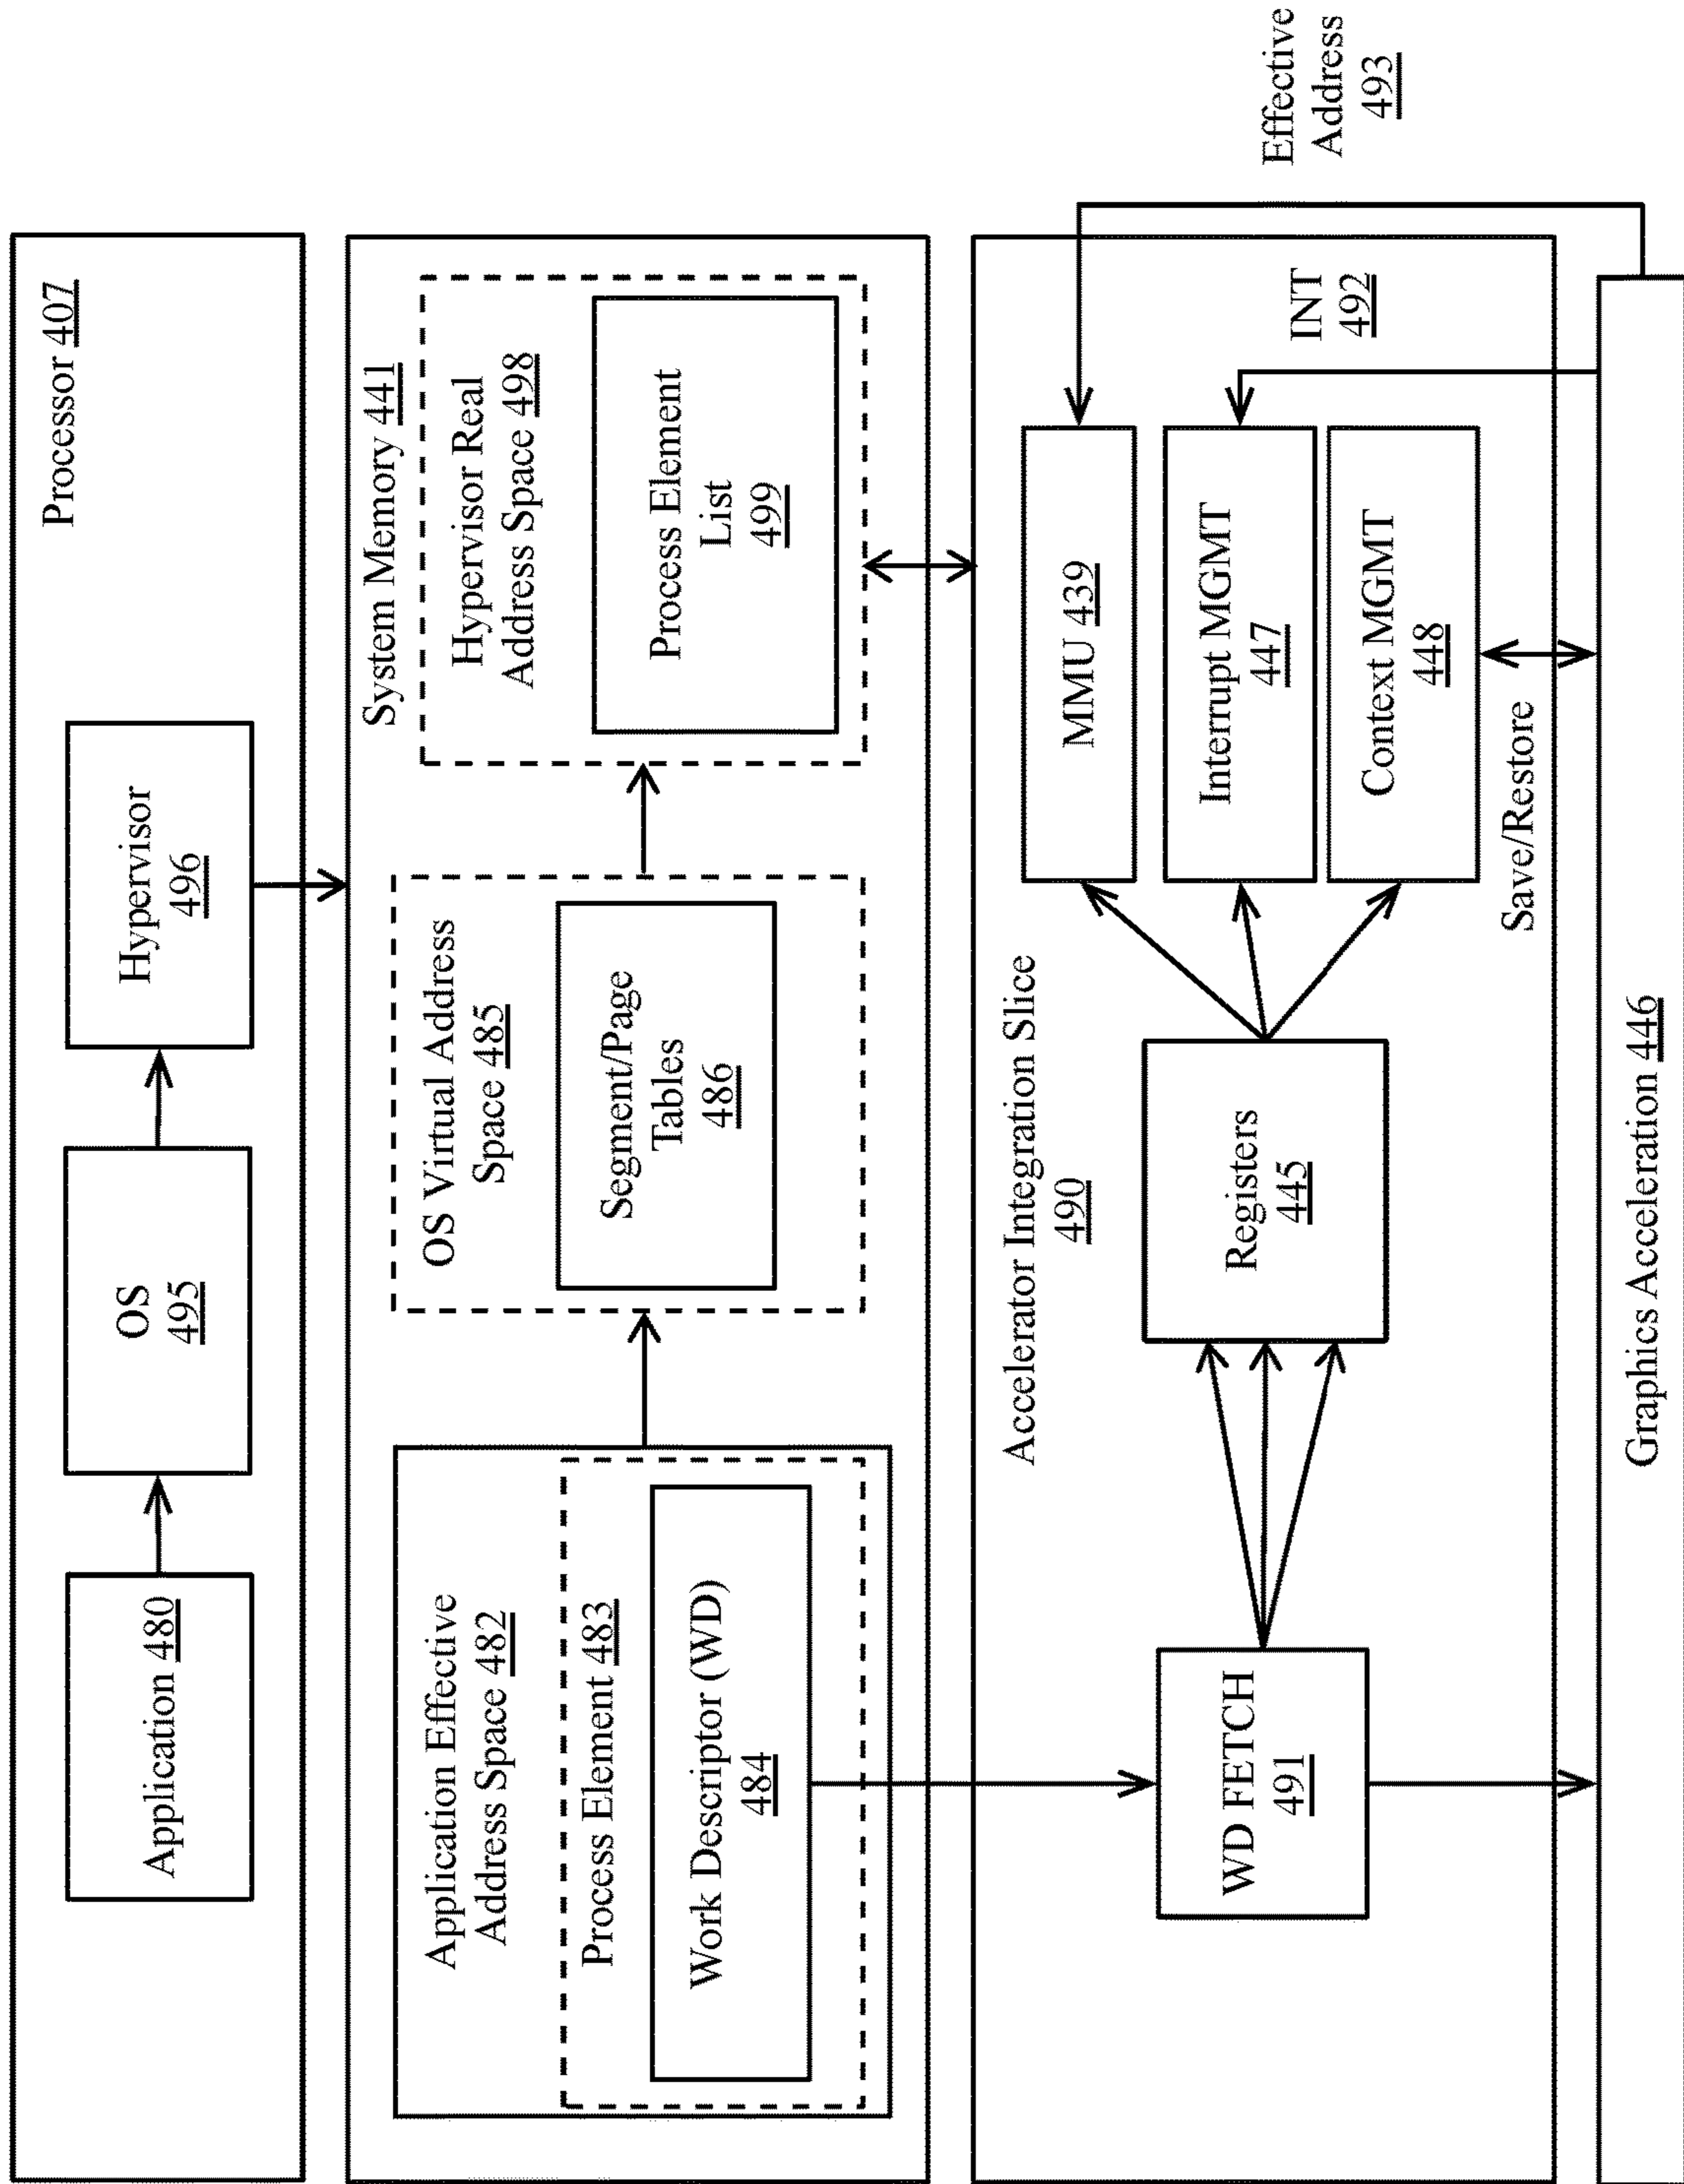 Processor 407
Application 480
OS
495
Hypervisor
496
System Memory 441
Application Effective
Address Space 482
Process Element 483
Work Descriptor (WD)
484
OS Virtual Address
Space 485
Segment/Page
Tables
486
Hypervisor Real
Address Space 498
Process Element
List
499
Accelerator Integration Slice
490
WD FETCH
491
Registers
445
MMU 439
Interrupt MGMT
447
Context MGMT
448
INT
492
Effective
Address
493
Save/Restore
Graphics Acceleration 446